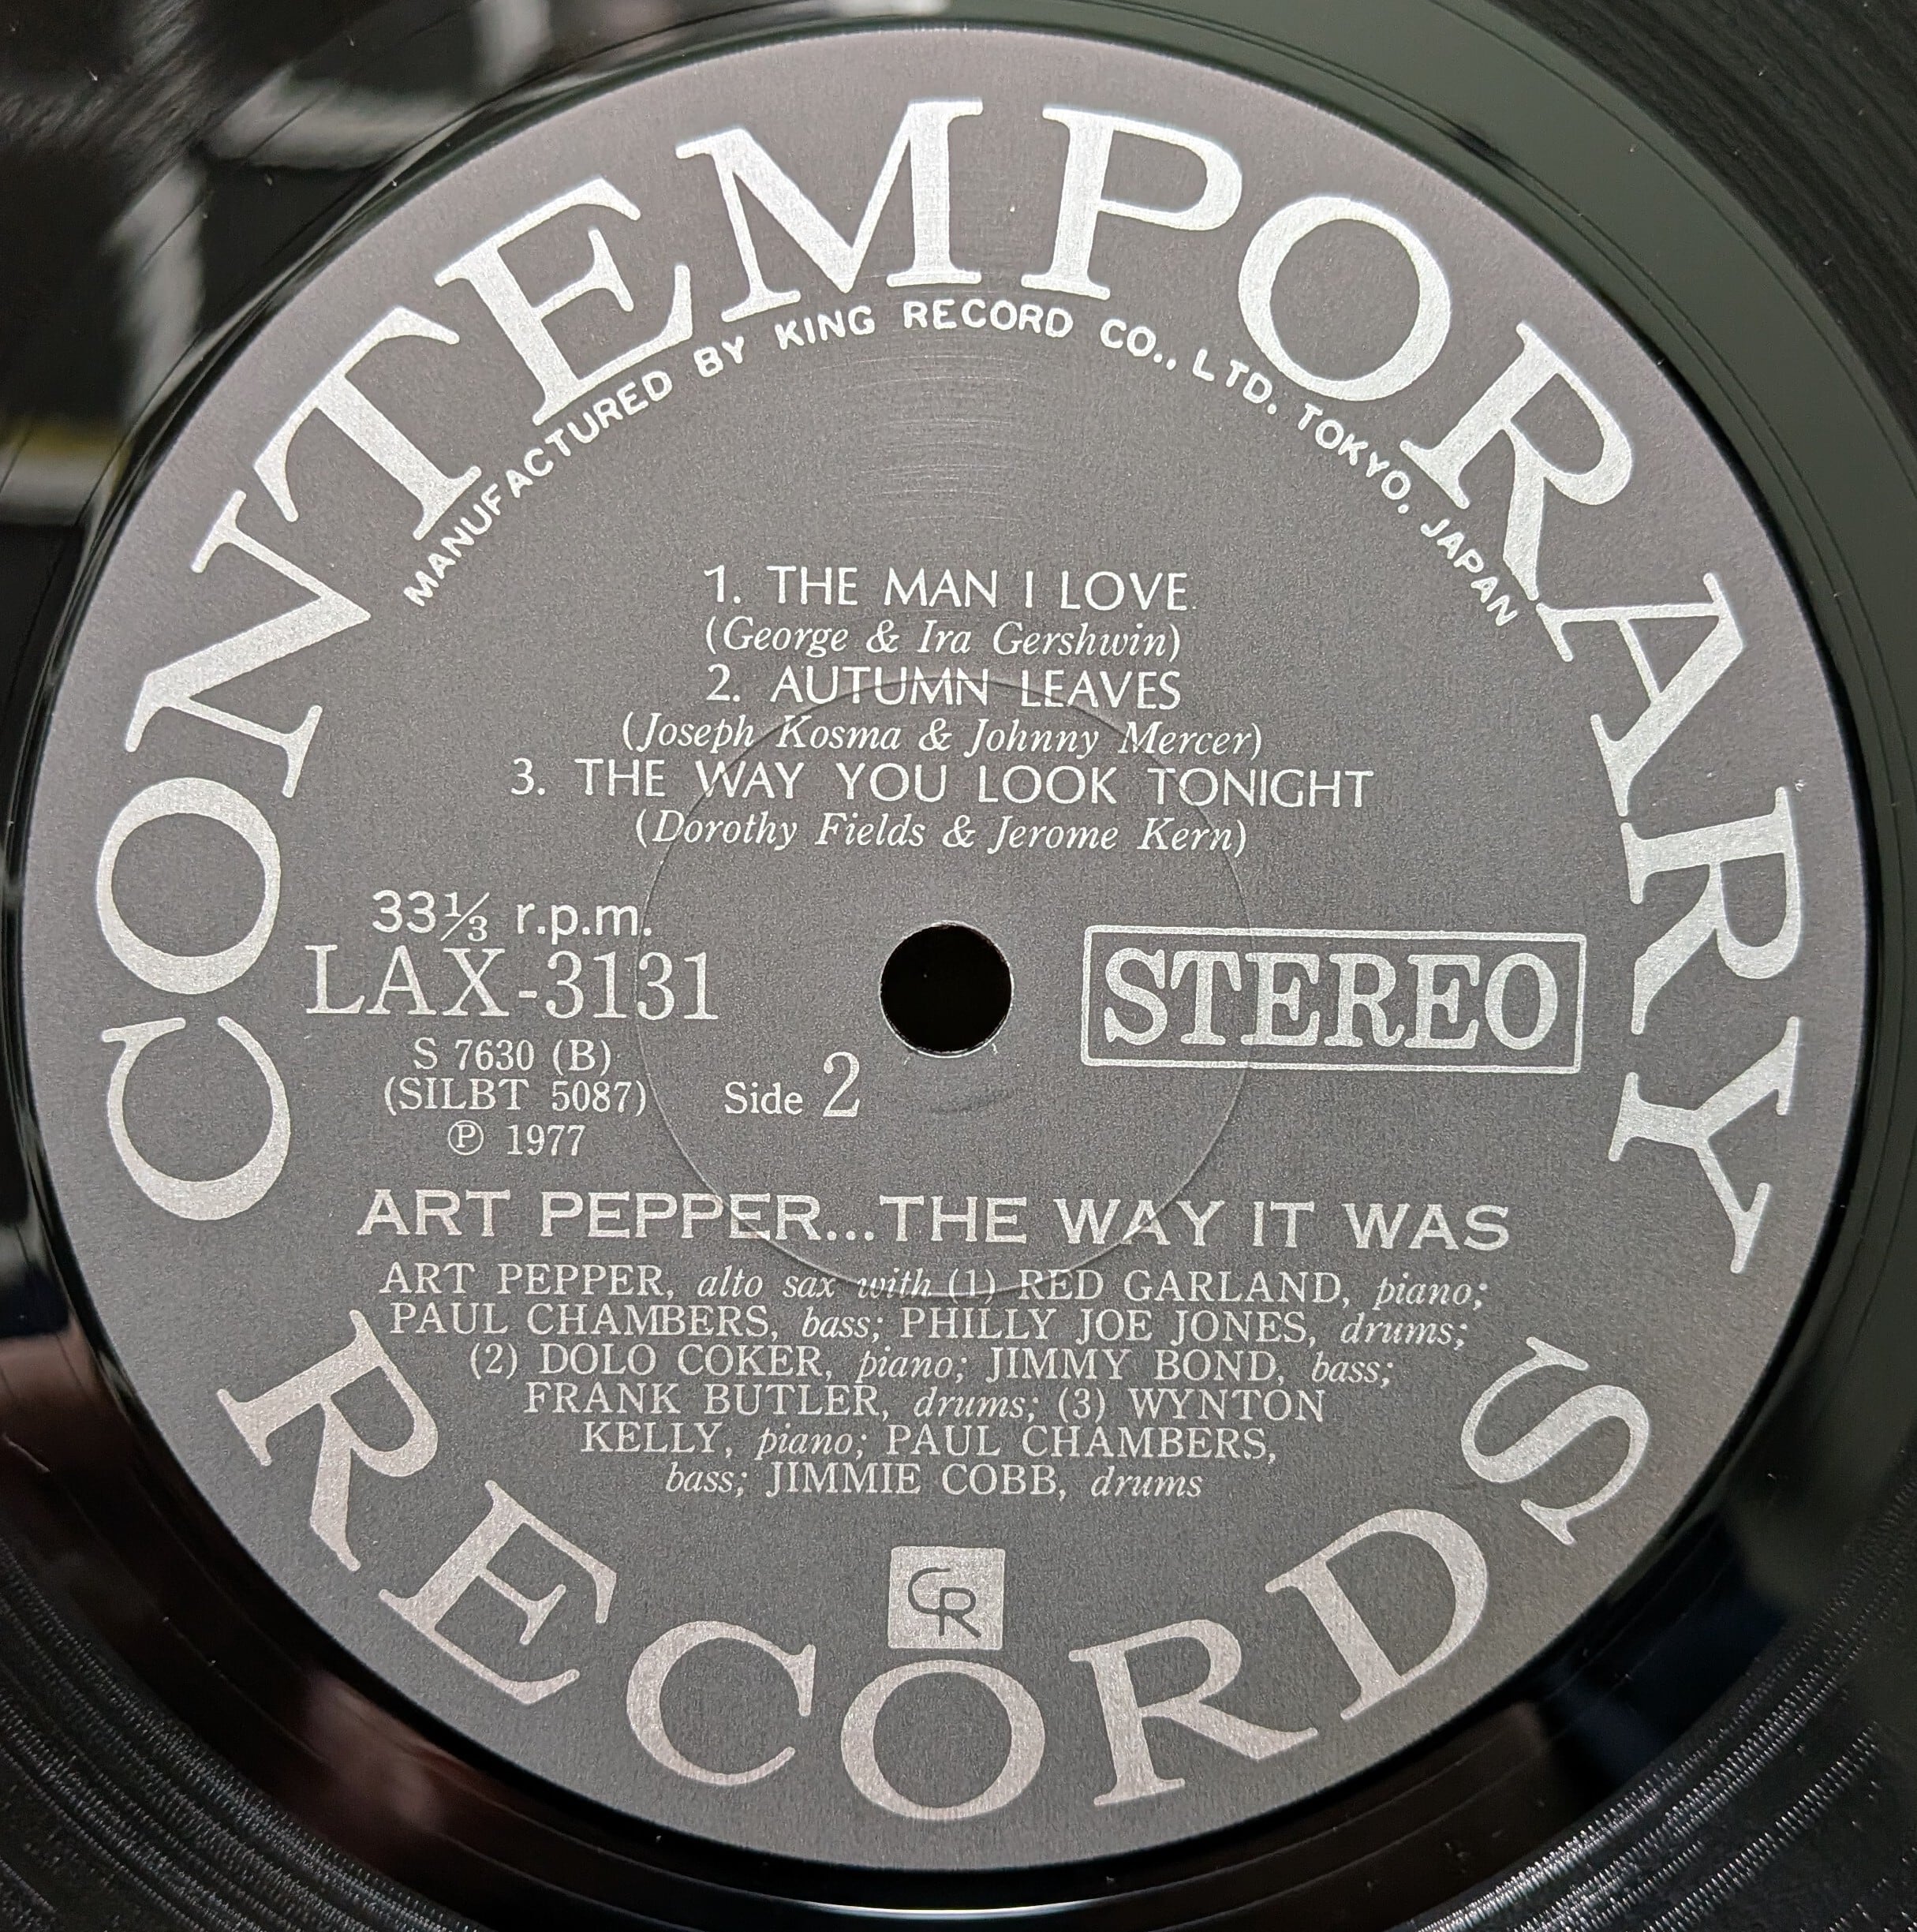 CONTEMPORARY
MANUFACTURED BY KING RECORD CO., LTD. TOKYO, JAPAN
1. THE MAN I LOVE
(George & Ira Gershwin)
2. AUTUMN LEAVES
(Joseph Kosma & Johnny Mercer)
3. THE WAY YOU LOOK TONIGHT
(Dorothy Fields & Jerome Kern)
33⅓ r.p.m.
LAX-3131
S 7630 (B)
(SILBT 5087)
℗ 1977
Side 2
STEREO
ART PEPPER...THE WAY IT WAS
ART PEPPER, alto sax with (1) RED GARLAND, piano;
PAUL CHAMBERS, bass; PHILLY JOE JONES, drums;
(2) DOLO COKER, piano; JIMMY BOND, bass;
FRANK BUTLER, drums; (3) WYNTON
KELLY, piano; PAUL CHAMBERS,
bass; JIMMIE COBB, drums
CR
RECORDS